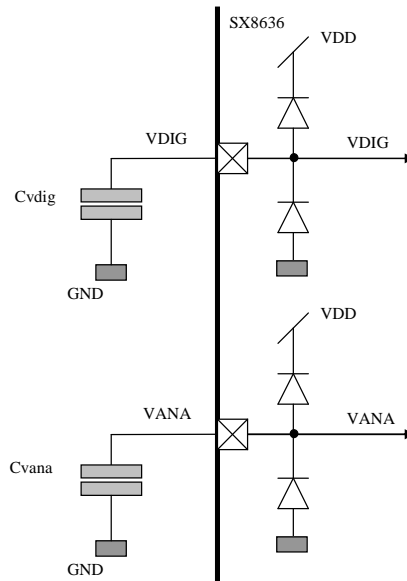 SX8636
VDD
VDIG
VDIG
Cvdig
GND
VDD
VANA
VANA
Cvana
GND